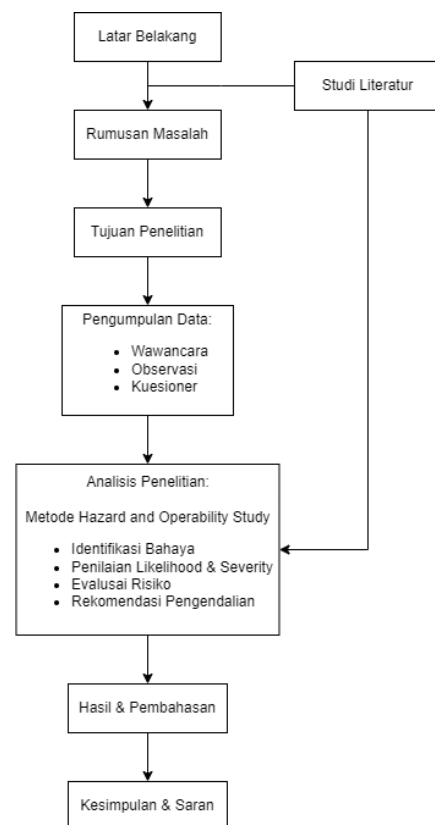 Latar Belakang
Studi Literatur
Rumusan Masalah
Tujuan Penelitian
Pengumpulan Data:
• Wawancara
• Observasi
• Kuesioner
Analisis Penelitian:
Metode Hazard and Operability Study
• Identifikasi Bahaya
• Penilaian Likelihood & Severity
• Evalusai Risiko
• Rekomendasi Pengendalian
Hasil & Pembahasan
Kesimpulan & Saran